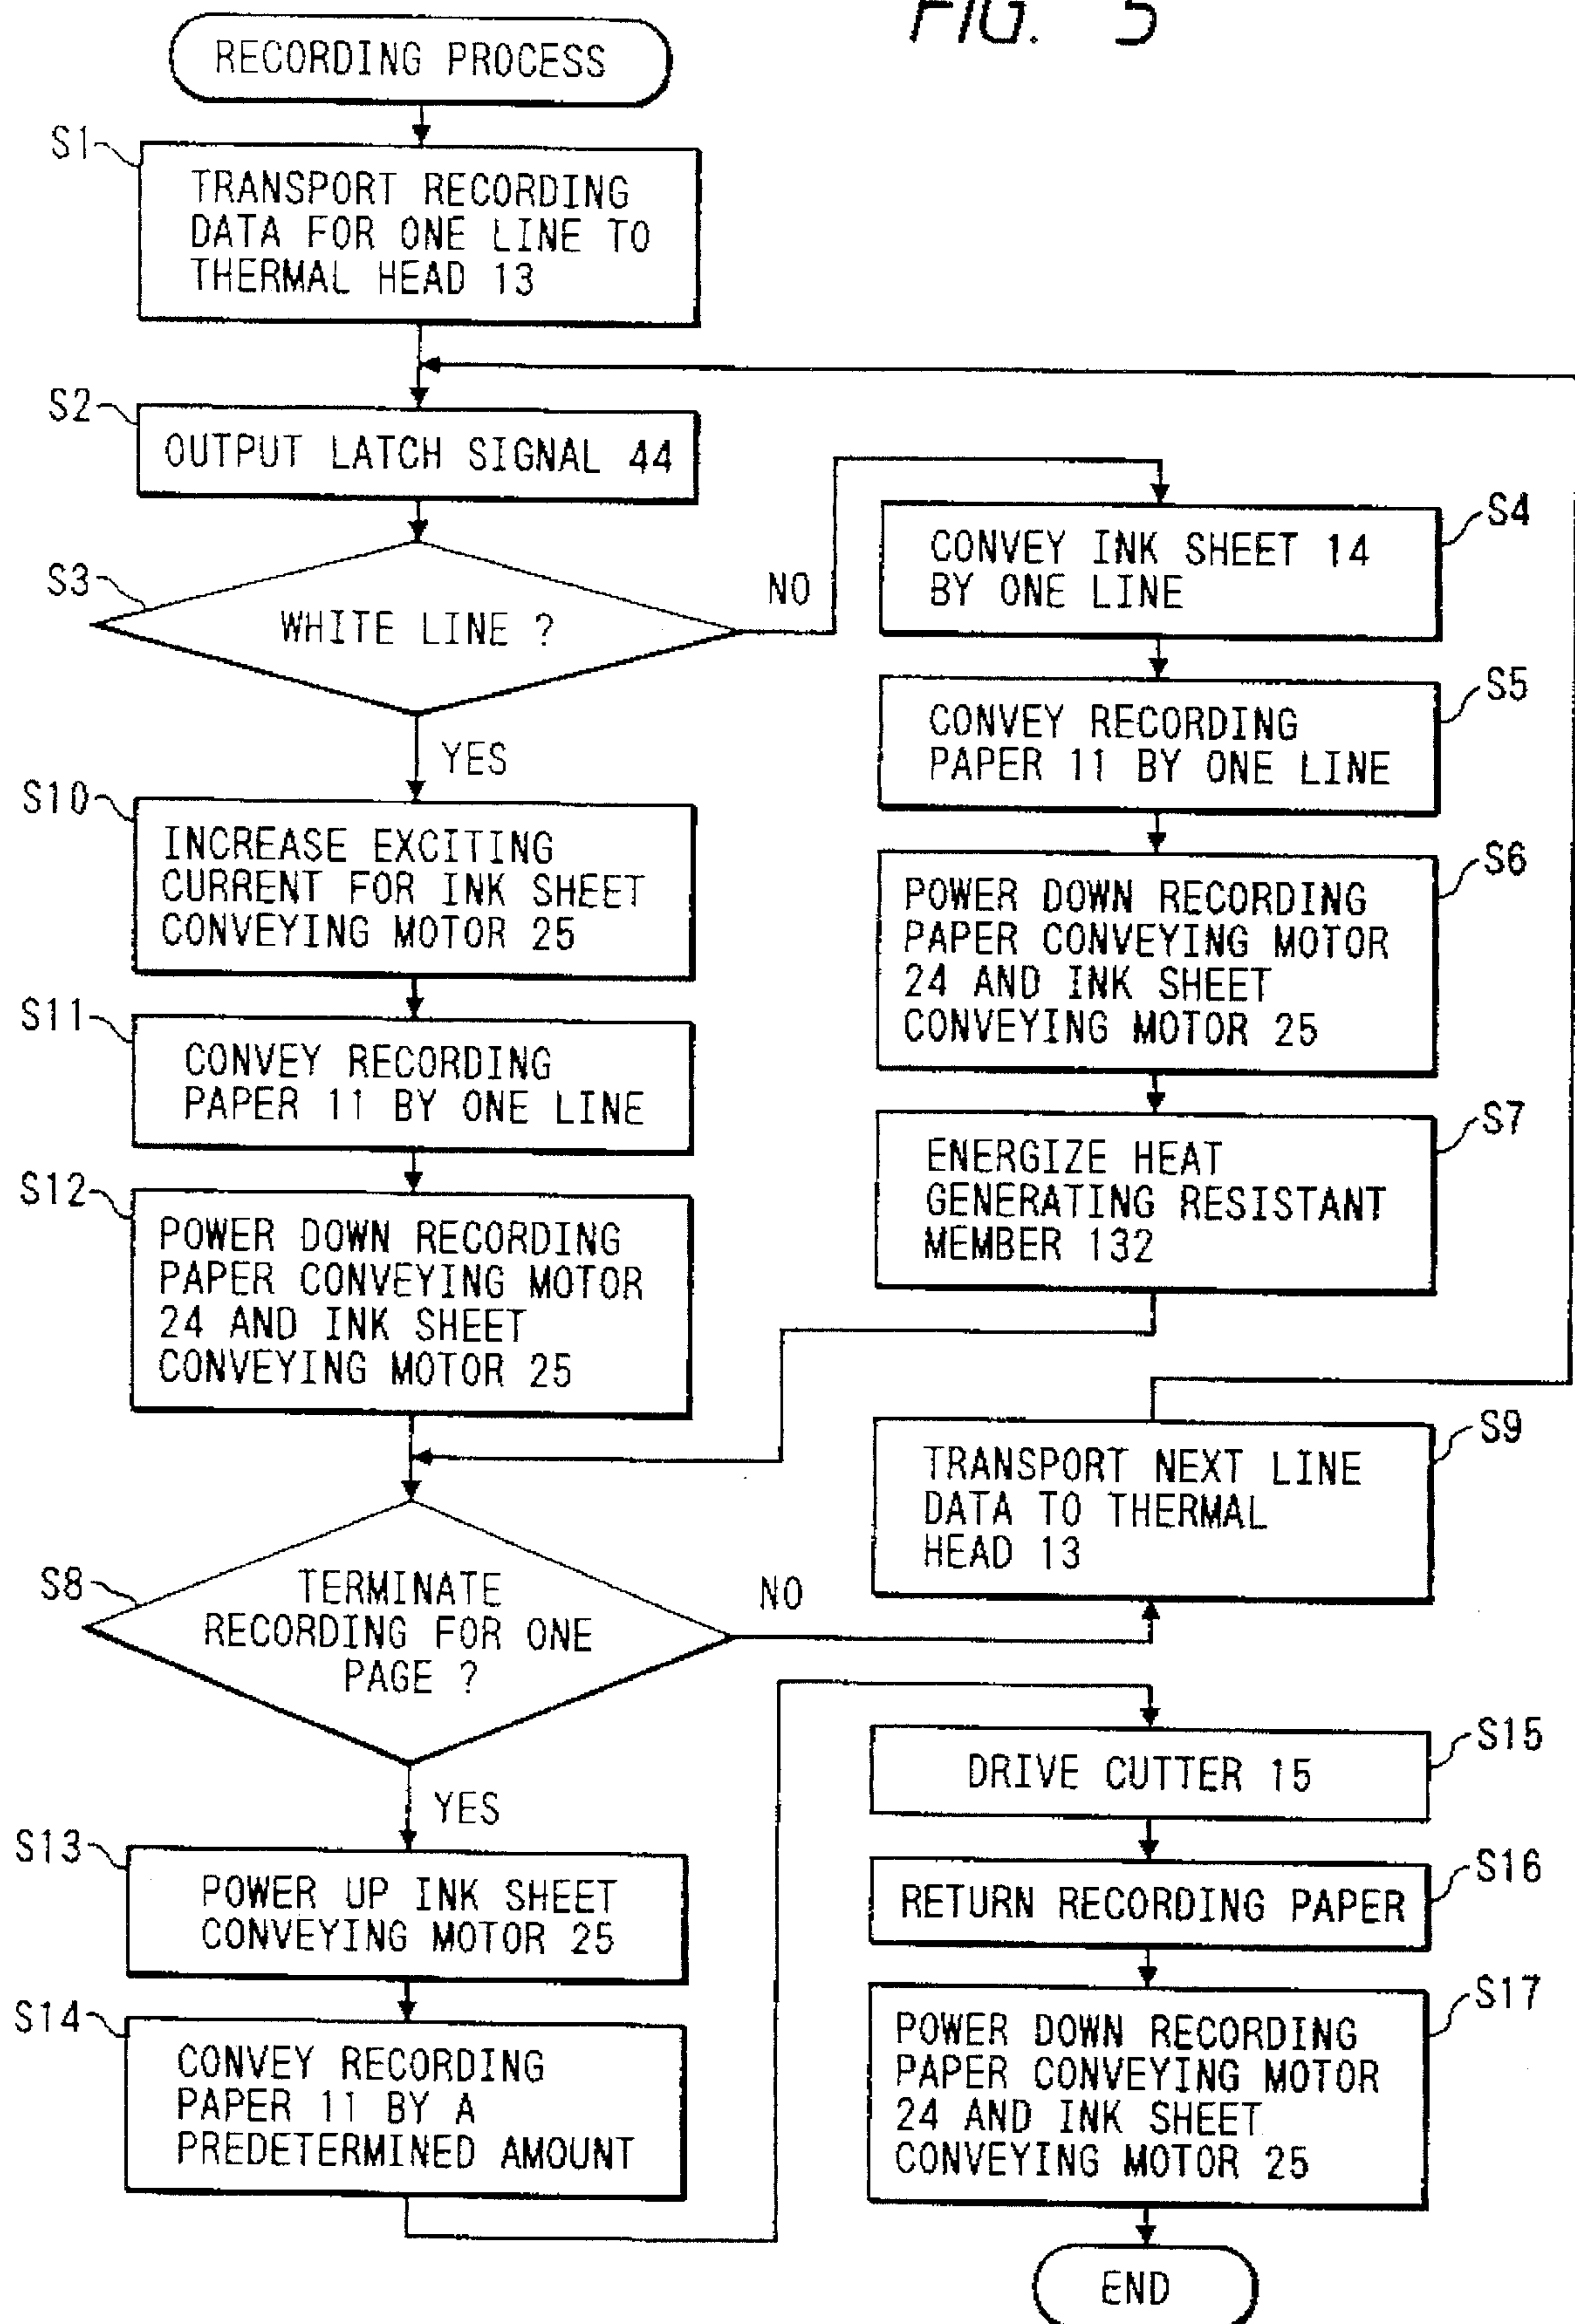 FIG. 5
RECORDING PROCESS
S1
TRANSPORT RECORDING
DATA FOR ONE LINE TO
THERMAL HEAD 13
S2
OUTPUT LATCH SIGNAL 44
S3
WHITE LINE ?
NO
YES
S4
CONVEY INK SHEET 14
BY ONE LINE
S5
CONVEY RECORDING
PAPER 11 BY ONE LINE
S6
POWER DOWN RECORDING
PAPER CONVEYING MOTOR
24 AND INK SHEET
CONVEYING MOTOR 25
S7
ENERGIZE HEAT
GENERATING RESISTANT
MEMBER 132
S10
INCREASE EXCITING
CURRENT FOR INK SHEET
CONVEYING MOTOR 25
S11
CONVEY RECORDING
PAPER 11 BY ONE LINE
S12
POWER DOWN RECORDING
PAPER CONVEYING MOTOR
24 AND INK SHEET
CONVEYING MOTOR 25
S8
TERMINATE
RECORDING FOR ONE
PAGE ?
NO
YES
S9
TRANSPORT NEXT LINE
DATA TO THERMAL
HEAD 13
S13
POWER UP INK SHEET
CONVEYING MOTOR 25
S14
CONVEY RECORDING
PAPER 11 BY A
PREDETERMINED AMOUNT
S15
DRIVE CUTTER 15
S16
RETURN RECORDING PAPER
S17
POWER DOWN RECORDING
PAPER CONVEYING MOTOR
24 AND INK SHEET
CONVEYING MOTOR 25
END